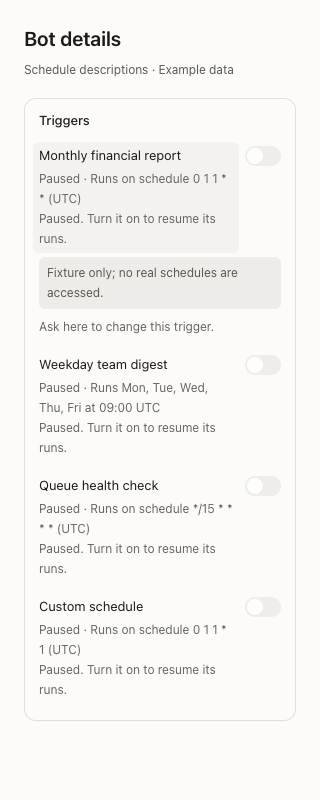 Bot details
Schedule descriptions · Example data
Triggers
Monthly financial report
Paused · Runs on schedule 0 1 1 *
* (UTC)
Paused. Turn it on to resume its
runs.
Fixture only; no real schedules are
accessed.
Ask here to change this trigger.
Weekday team digest
Paused · Runs Mon, Tue, Wed,
Thu, Fri at 09:00 UTC
Paused. Turn it on to resume its
runs.
Queue health check
Paused · Runs on schedule */15 * *
* * (UTC)
Paused. Turn it on to resume its
runs.
Custom schedule
Paused · Runs on schedule 0 1 1 *
1 (UTC)
Paused. Turn it on to resume its
runs.